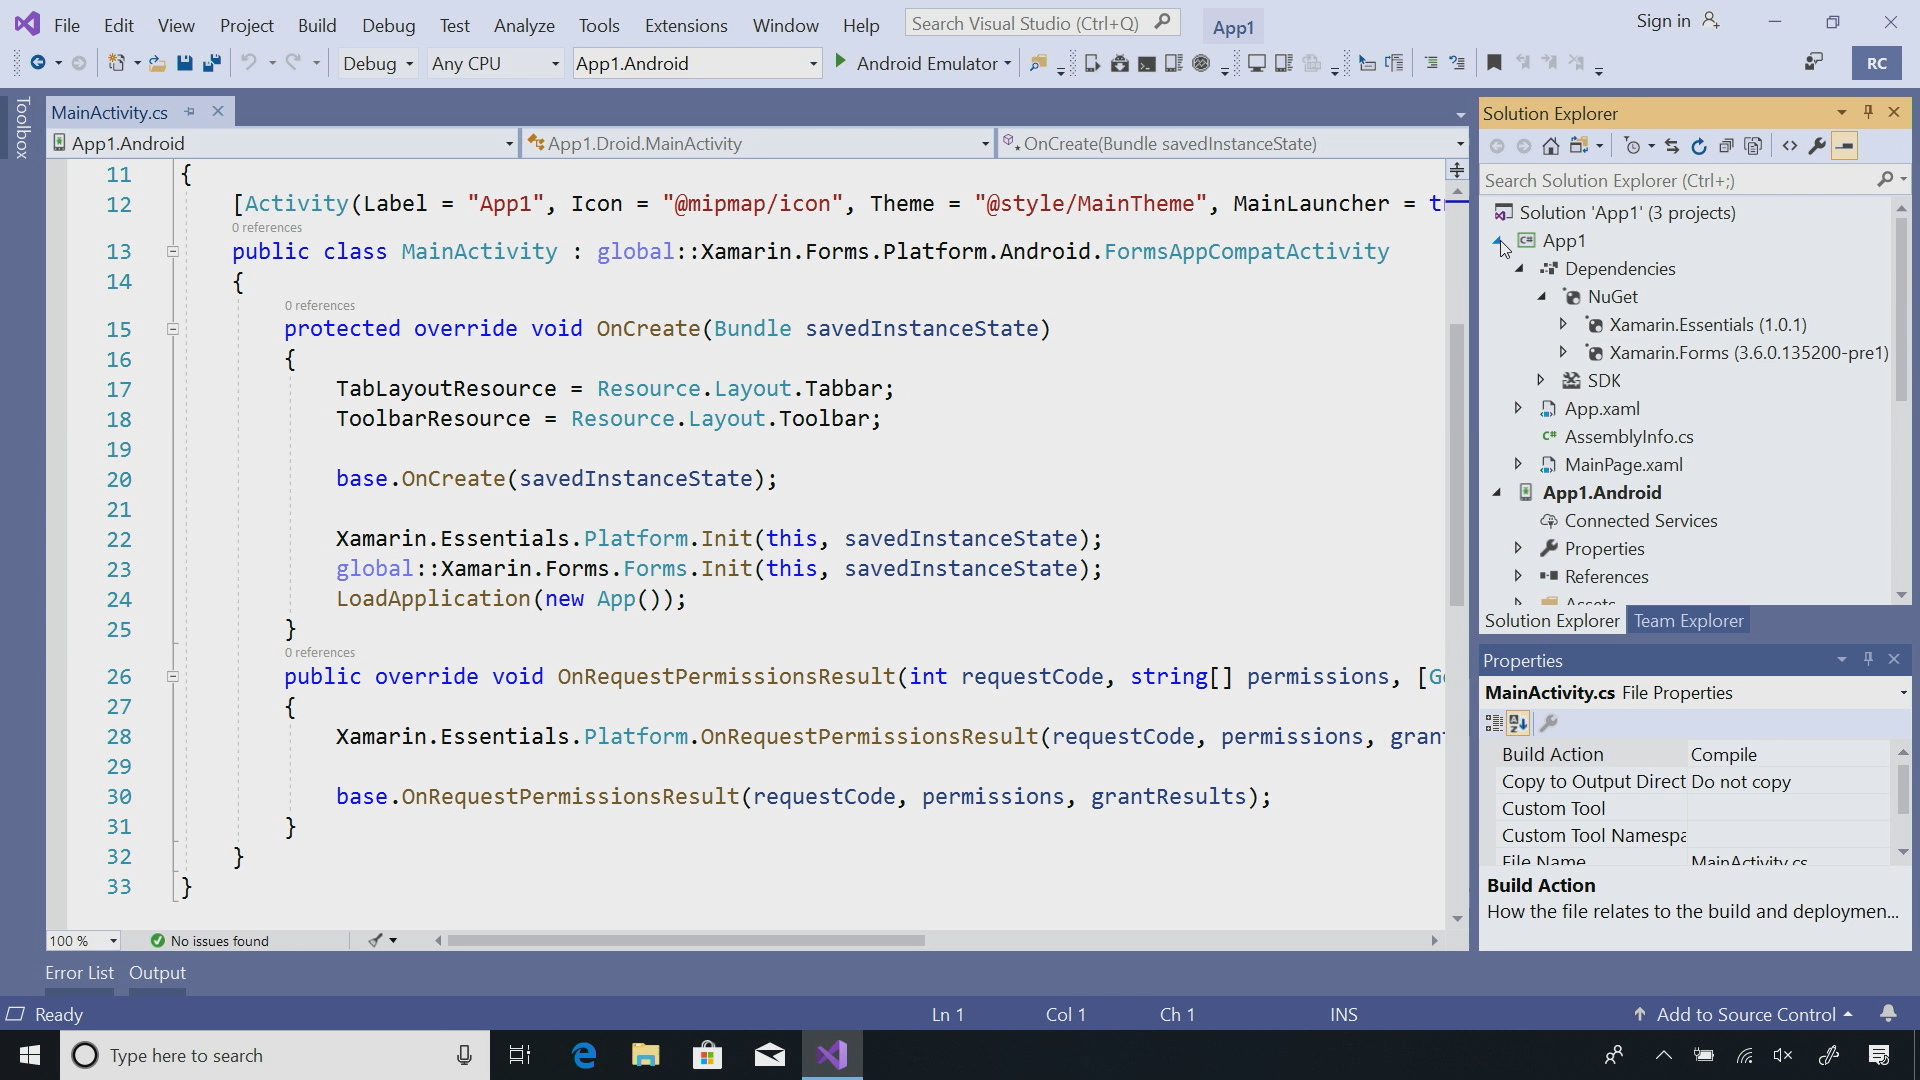 File Edit View Project Build Debug Test Analyze Tools Extensions Window Help Search Visual Studio (Ctrl+Q) App1 Sign in
Debug Any CPU App1.Android Android Emulator RC
Toolbox
MainActivity.cs
App1.Android App1.Droid.MainActivity OnCreate(Bundle savedInstanceState)
11 {
12 [Activity(Label = "App1", Icon = "@mipmap/icon", Theme = "@style/MainTheme", MainLauncher =
0 references
13 public class MainActivity : global::Xamarin.Forms.Platform.Android.FormsAppCompatActivity
14 {
0 references
15 protected override void OnCreate(Bundle savedInstanceState)
16 {
17 TabLayoutResource = Resource.Layout.Tabbar;
18 ToolbarResource = Resource.Layout.Toolbar;
19
20 base.OnCreate(savedInstanceState);
21
22 Xamarin.Essentials.Platform.Init(this, savedInstanceState);
23 global::Xamarin.Forms.Forms.Init(this, savedInstanceState);
24 LoadApplication(new App());
25 }
0 references
26 public override void OnRequestPermissionsResult(int requestCode, string[] permissions, [G
27 {
28 Xamarin.Essentials.Platform.OnRequestPermissionsResult(requestCode, permissions, gran
29
30 base.OnRequestPermissionsResult(requestCode, permissions, grantResults);
31 }
32 }
33 }
100 % No issues found
Error List Output
Solution Explorer
Search Solution Explorer (Ctrl+;)
Solution 'App1' (3 projects)
App1
Dependencies
NuGet
Xamarin.Essentials (1.0.1)
Xamarin.Forms (3.6.0.135200-pre1)
SDK
App.xaml
AssemblyInfo.cs
MainPage.xaml
App1.Android
Connected Services
Properties
References
Assets
Solution Explorer Team Explorer
Properties
MainActivity.cs File Properties
Build Action Compile
Copy to Output Direct Do not copy
Custom Tool
Custom Tool Namespa
File Name MainActivity.cs
Build Action
How the file relates to the build and deploymen...
Ready Ln 1 Col 1 Ch 1 INS Add to Source Control
Type here to search